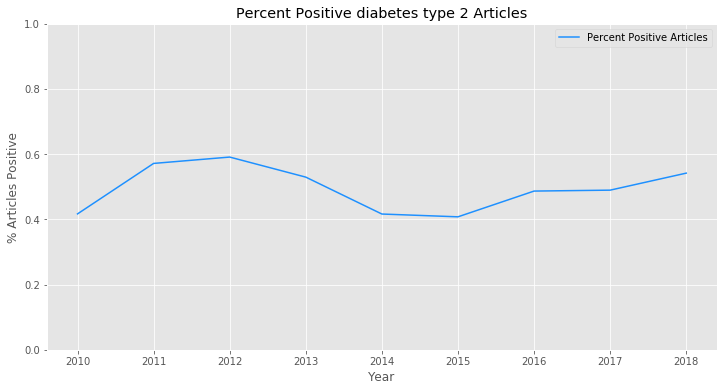 Percent Positive diabetes type 2 Articles
Percent Positive Articles
% Articles Positive
1.0
0.8
0.6
0.4
0.2
0.0
2010 2011 2012 2013 2014 2015 2016 2017 2018
Year